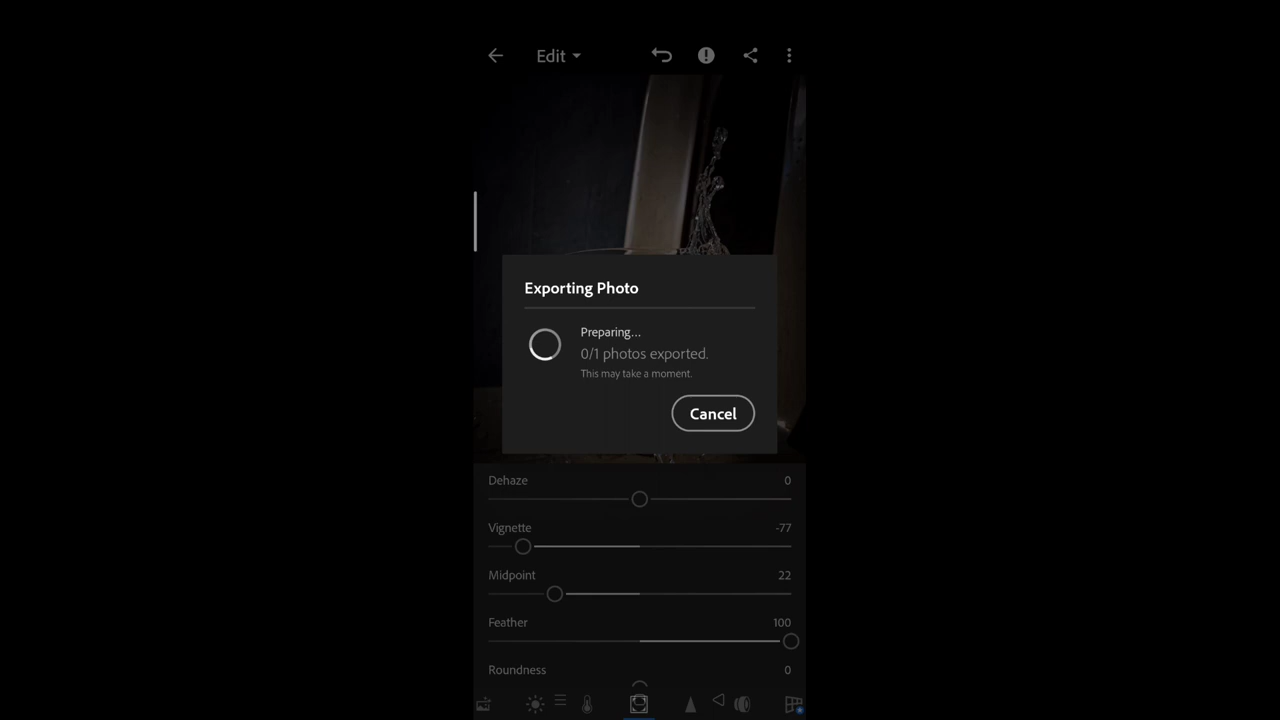 Edit
Exporting Photo
Preparing...
0/1 photos exported.
This may take a moment.
Cancel
Dehaze 0
Vignette -77
Midpoint 22
Feather 100
Roundness 0